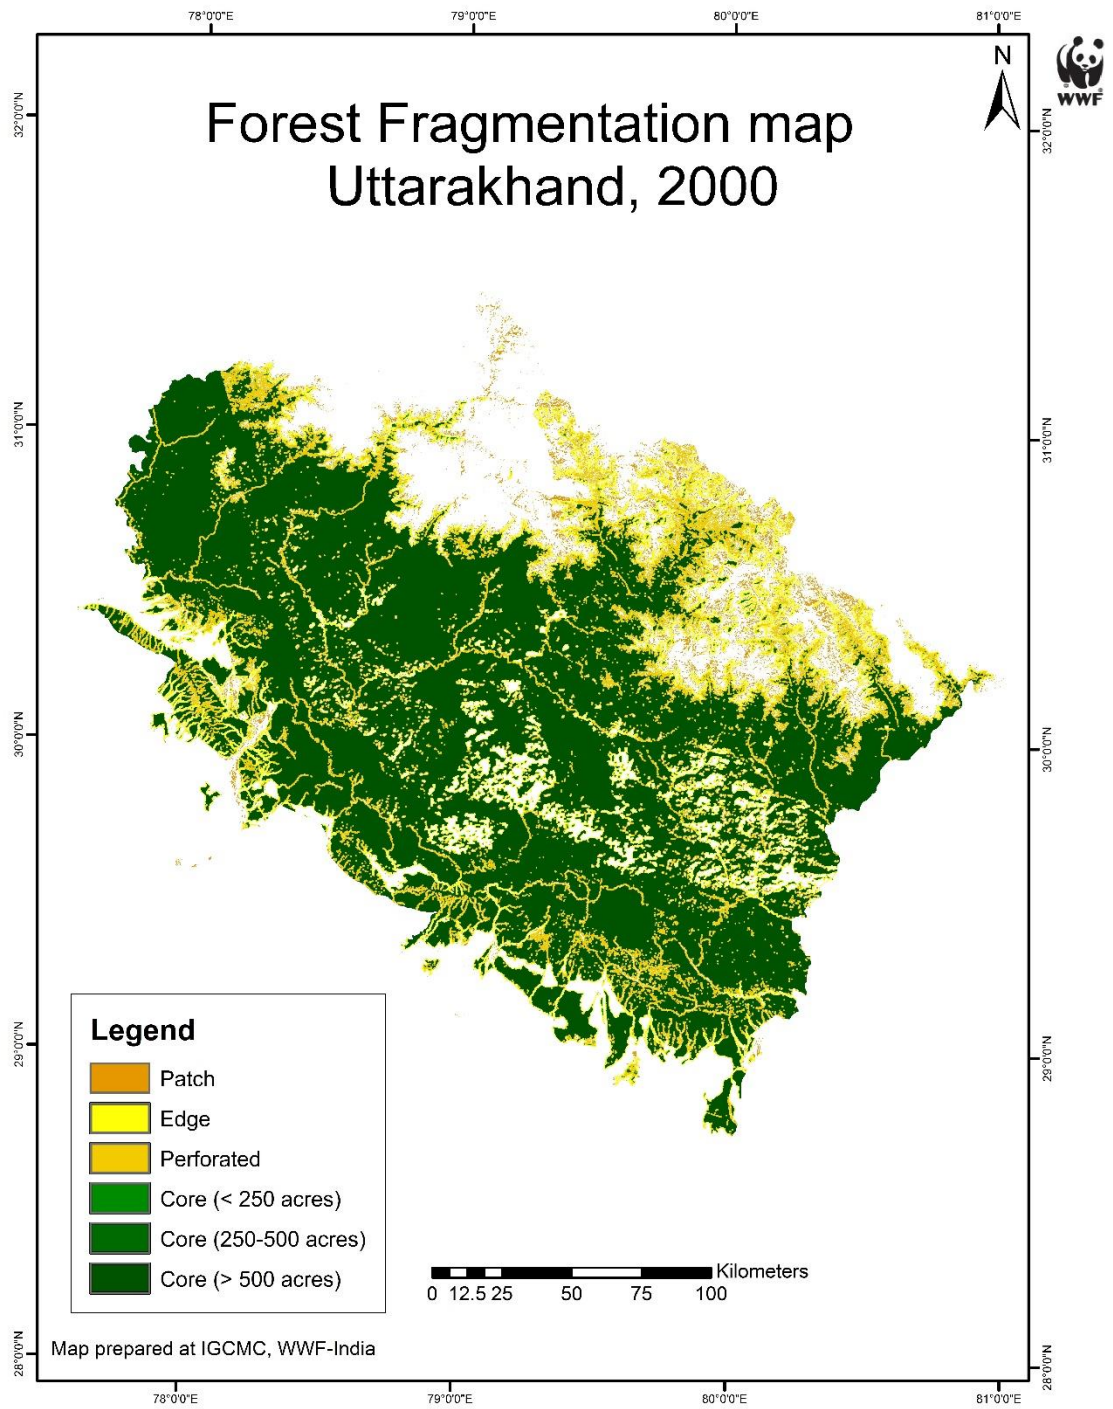 78°0'0"E
79°0'0"E
80°0'0"E
81°0'0"E
N
WWF
Forest Fragmentation map
Uttarakhand, 2000
32°0'0"N
32°0'0"N
31°0'0"N
31°0'0"N
30°0'0"N
30°0'0"N
29°0'0"N
29°0'0"N
28°0'0"N
28°0'0"N
Legend
Patch
Edge
Perforated
Core (< 250 acres)
Core (250-500 acres)
Core (> 500 acres)
Kilometers
0 12.5 25 50 75 100
Map prepared at IGCMC, WWF-India
78°0'0"E
79°0'0"E
80°0'0"E
81°0'0"E